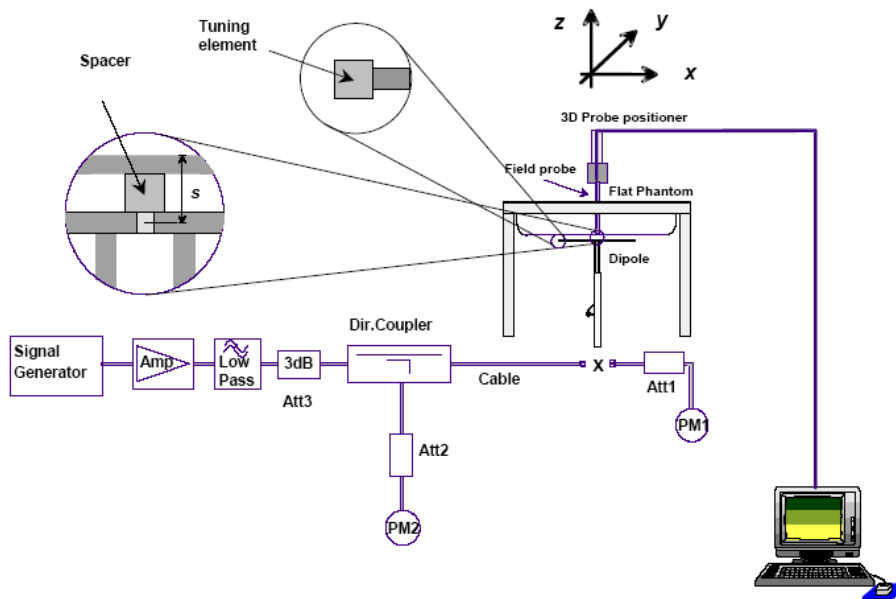 Tuning
element
Spacer
s
z
y
x
3D Probe positioner
Field probe
Flat Phantom
Dipole
Dir.Coupler
Signal
Generator
Amp
Low
Pass
3dB
Att3
Cable
x
Att1
PM1
Att2
PM2